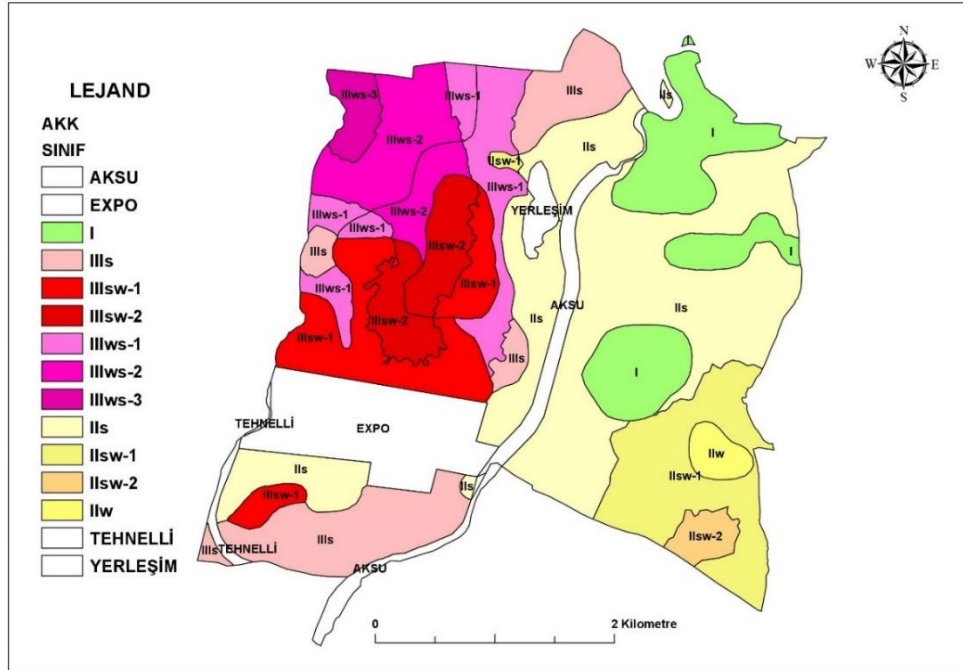 LEJAND
AKK
SINIF
AKSU
EXPO
I
IIIs
IIIsw-1
IIIsw-2
IIIws-1
IIIws-2
IIIws-3
IIs
IIsw-1
IIsw-2
IIw
TEHNELLİ
YERLEŞİM
N
W E
S
I
IIIws-3
IIIws-1
IIIs
IIs
IIIws-2
I
IIs
IIsw-1
IIIws-1
YERLEŞİM
IIIws-1
IIIws-2
IIIws-1
IIIs
IIIsw-2
I
IIIws-1
IIIsw-1
AKSU
IIs
IIIsw-2
IIs
IIIsw-1
IIIs
I
TEHNELLİ
EXPO
IIw
IIs
IIsw-1
IIs
IIIsw-1
IIIs
IIsw-2
IIIs
TEHNELLİ
AKSU
0 2 Kilometre